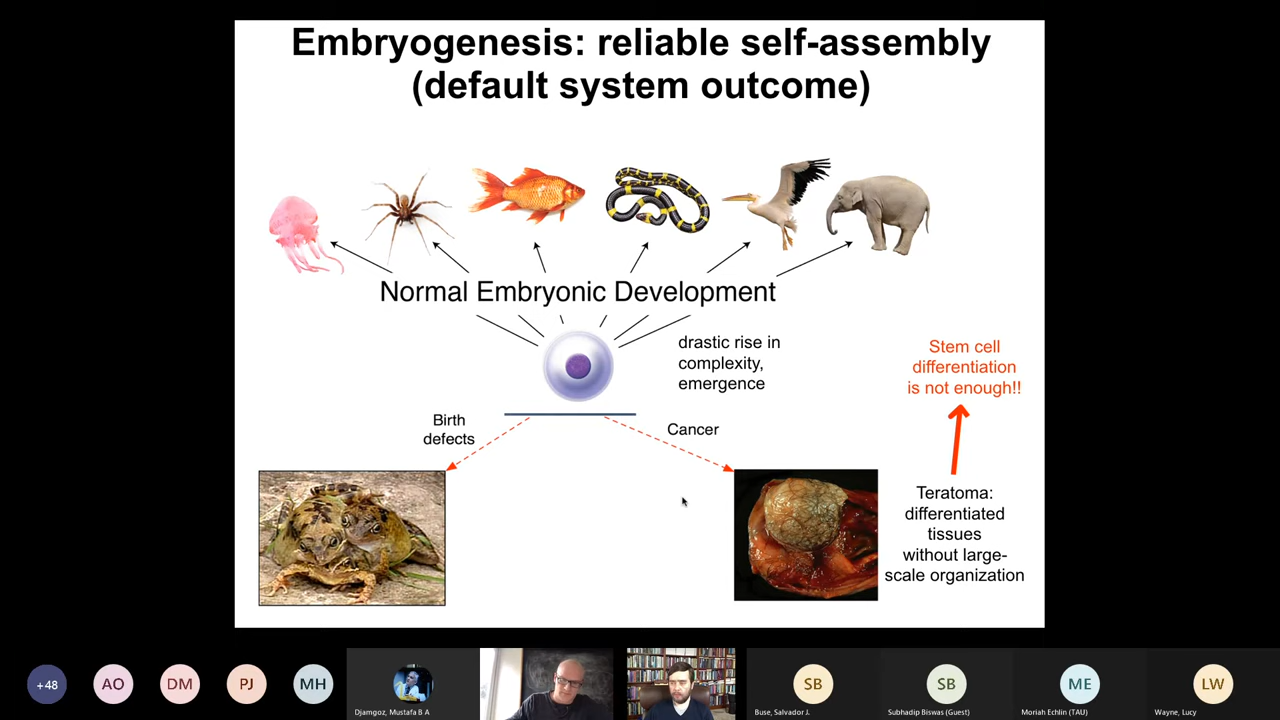 Embryogenesis: reliable self-assembly
(default system outcome)
Normal Embryonic Development
drastic rise in
complexity,
emergence
Stem cell
differentiation
is not enough!!
Birth
defects
Cancer
Teratoma:
differentiated
tissues
without large-
scale organization
+48
AO
DM
PJ
MH
Djamgoz, Mustafa B A
SB
Buse, Salvador J.
SB
Subhadip Biswas (Guest)
ME
Moriah Echlin (TAU)
LW
Wayne, Lucy